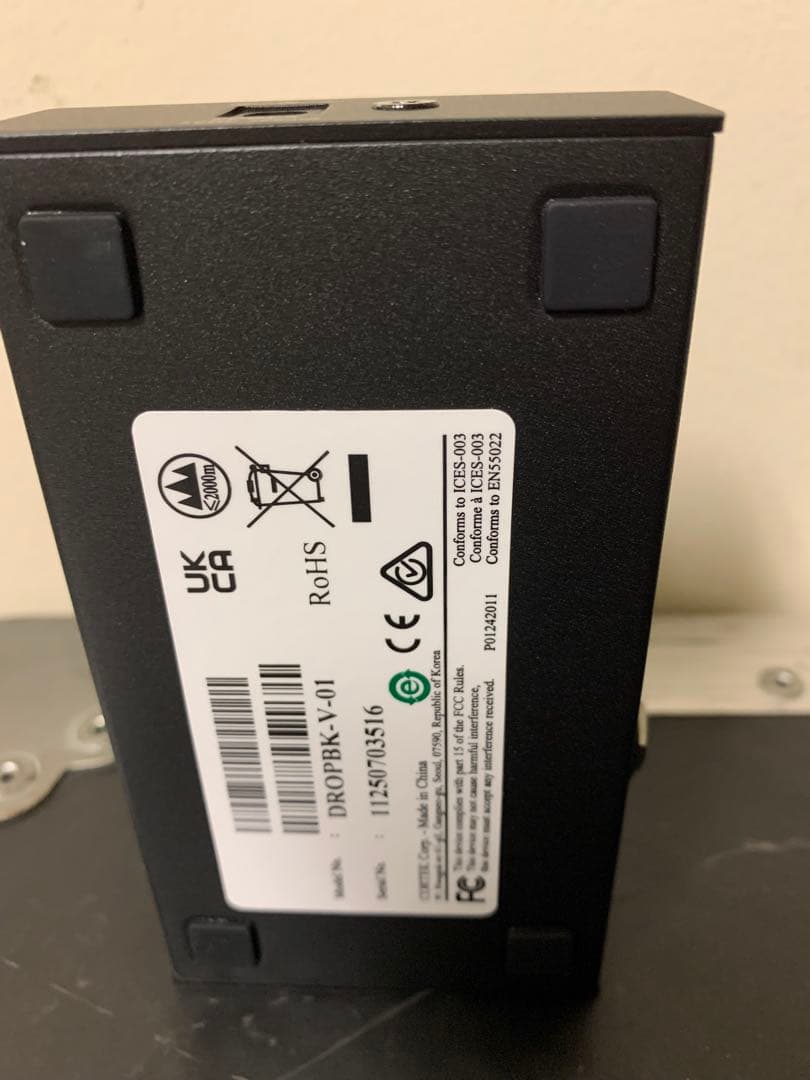 ≤2000m
UK
CA
RoHS
Model No. : DROPBK-V-01
Serial No. : 11250703516
CE
Corp. - Made in China
Seoul, 07590, Republic of Korea
FC
This device complies with part 15 of the FCC Rules.
This device may not cause harmful interference,
this device must accept any interference received.
P01242011
Conforms to ICES-003
Conforme à ICES-003
Conforms to EN55022